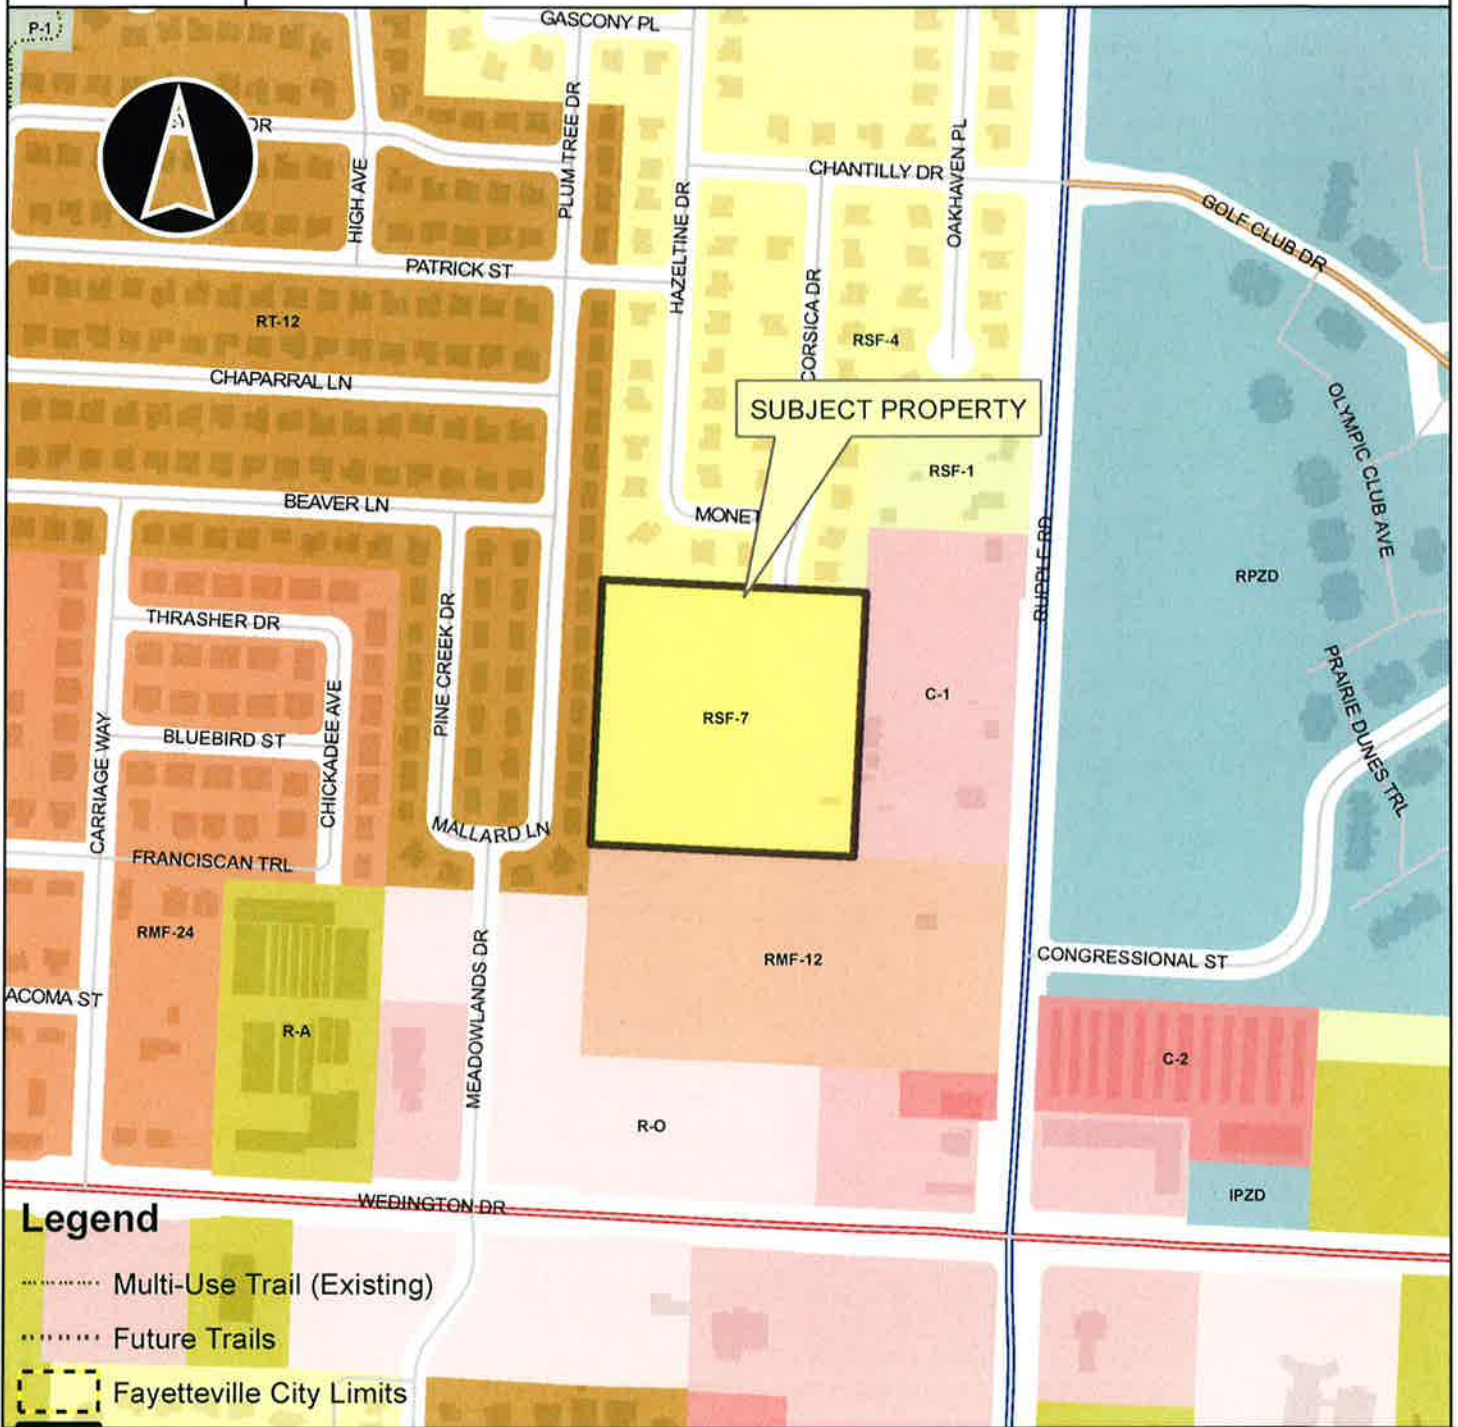 P-1
GASCONY PL
DR
HIGH AVE
PLUM TREE DR
HAZELTINE DR
CHANTILLY DR
OAKHAVEN PL
GOLF CLUB DR
PATRICK ST
RT-12
CORSICA DR
RSF-4
CHAPARRAL LN
SUBJECT PROPERTY
OLYMPIC CLUB AVE
RSF-1
BEAVER LN
MONET
RUPPLE RD
RPZD
THRASHER DR
PINE CREEK DR
CHICKADEE AVE
RSF-7
C-1
PRAIRIE DUNES TRL
BLUEBIRD ST
CARRIAGE WAY
MALLARD LN
FRANCISCAN TRL
RMF-24
MEADOWLANDS DR
RMF-12
CONGRESSIONAL ST
ACOMA ST
R-A
C-2
R-O
IPZD
WEDINGTON DR
Legend
Multi-Use Trail (Existing)
Future Trails
Fayetteville City Limits